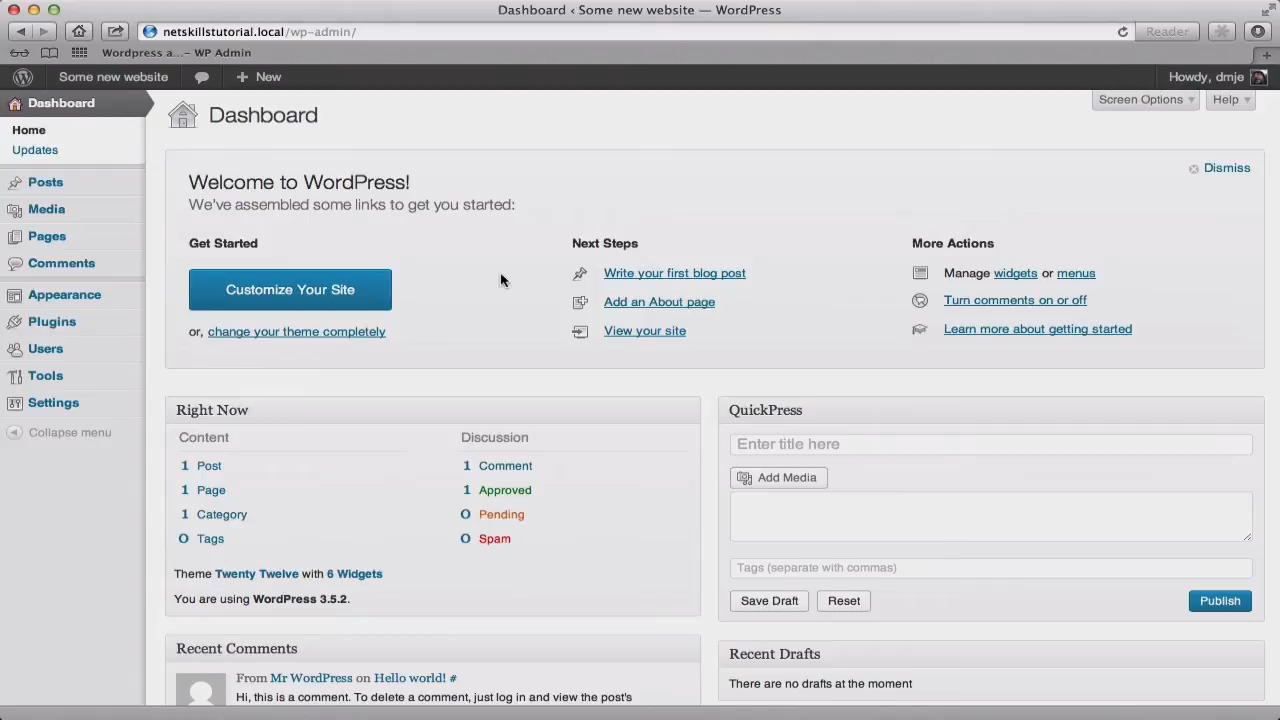 Dashboard ‹ Some new website — WordPress
netskillstutorial.local/wp-admin/
Reader
Wordpress a... – WP Admin
Some new website
New
Howdy, dmje
Dashboard
Home
Updates
Posts
Media
Pages
Comments
Appearance
Plugins
Users
Tools
Settings
Collapse menu
Dashboard
Screen Options
Help
Welcome to WordPress!
We've assembled some links to get you started:
Dismiss
Get Started
Customize Your Site
or, change your theme completely
Next Steps
Write your first blog post
Add an About page
View your site
More Actions
Manage widgets or menus
Turn comments on or off
Learn more about getting started
Right Now
Content
1 Post
1 Page
1 Category
0 Tags
Discussion
1 Comment
1 Approved
0 Pending
0 Spam
Theme Twenty Twelve with 6 Widgets
You are using WordPress 3.5.2.
Recent Comments
From Mr WordPress on Hello world! #
Hi, this is a comment. To delete a comment, just log in and view the post's
QuickPress
Enter title here
Add Media
Tags (separate with commas)
Save Draft
Reset
Publish
Recent Drafts
There are no drafts at the moment